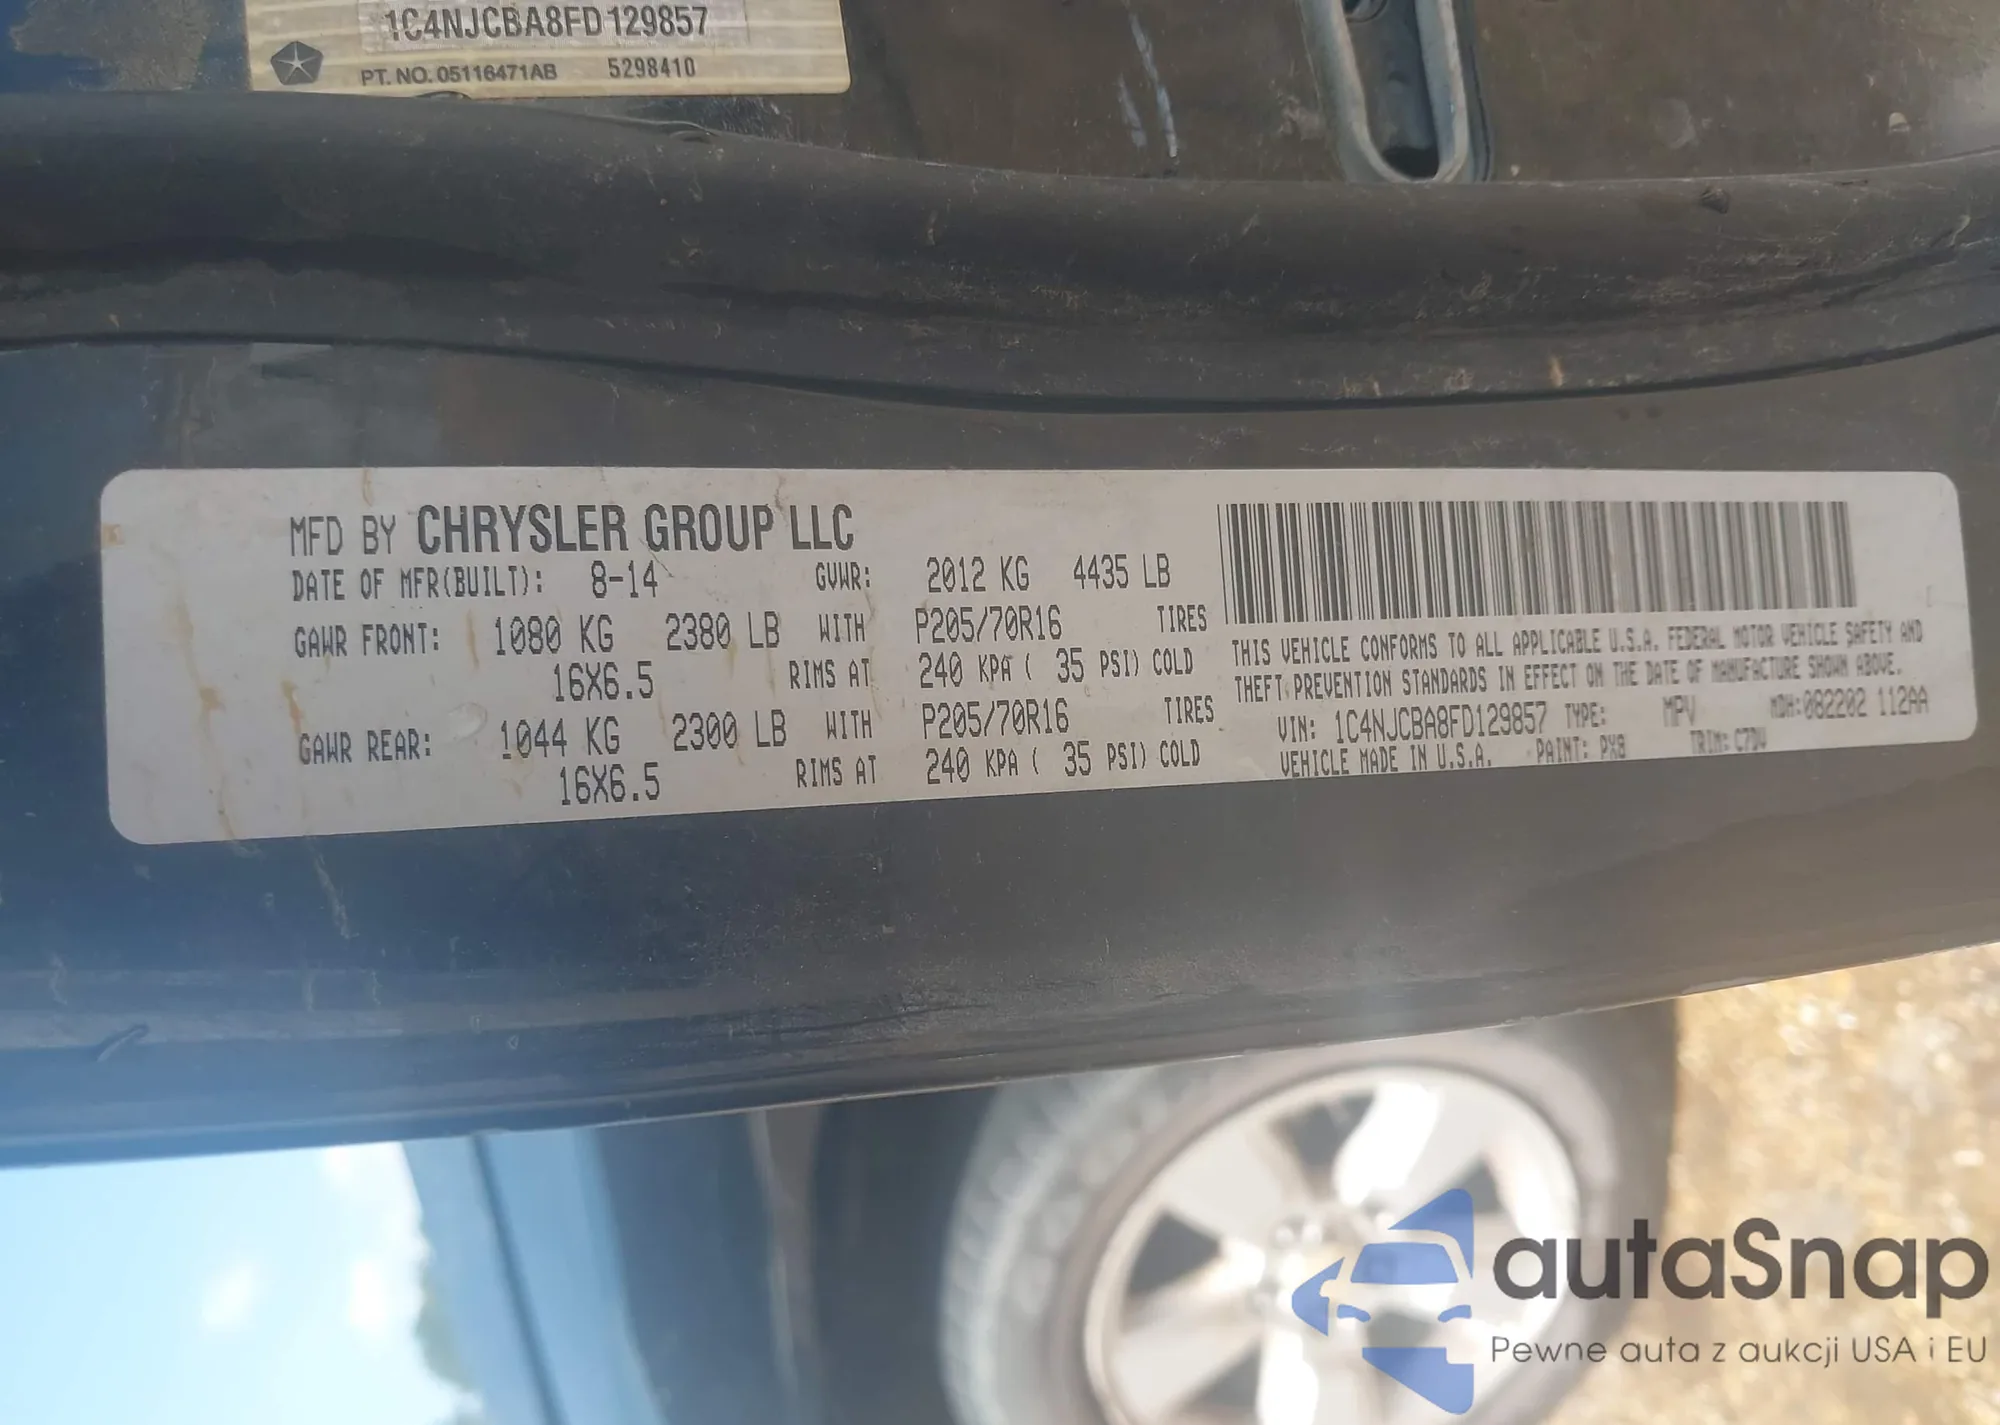 1C4NJCBA8FD129857
PT. NO. 05116471AB 5298410
MFD BY CHRYSLER GROUP LLC
DATE OF MFR(BUILT): 8-14 GVWR: 2012 KG 4435 LB
GAWR FRONT: 1080 KG 2380 LB WITH P205/70R16 TIRES
16X6.5 RIMS AT 240 KPA ( 35 PSI) COLD
GAWR REAR: 1044 KG 2300 LB WITH P205/70R16 TIRES
16X6.5 RIMS AT 240 KPA ( 35 PSI) COLD
THIS VEHICLE CONFORMS TO ALL APPLICABLE U.S.A. FEDERAL MOTOR VEHICLE SAFETY AND
THEFT PREVENTION STANDARDS IN EFFECT ON THE DATE OF MANUFACTURE SHOWN ABOVE.
VIN: 1C4NJCBA8FD129857 TYPE: MPV MDH:082202 112AA
VEHICLE MADE IN U.S.A. PAINT: PX8 TRIM: C7DV
autaSnap
Pewne auta z aukcji USA i EU